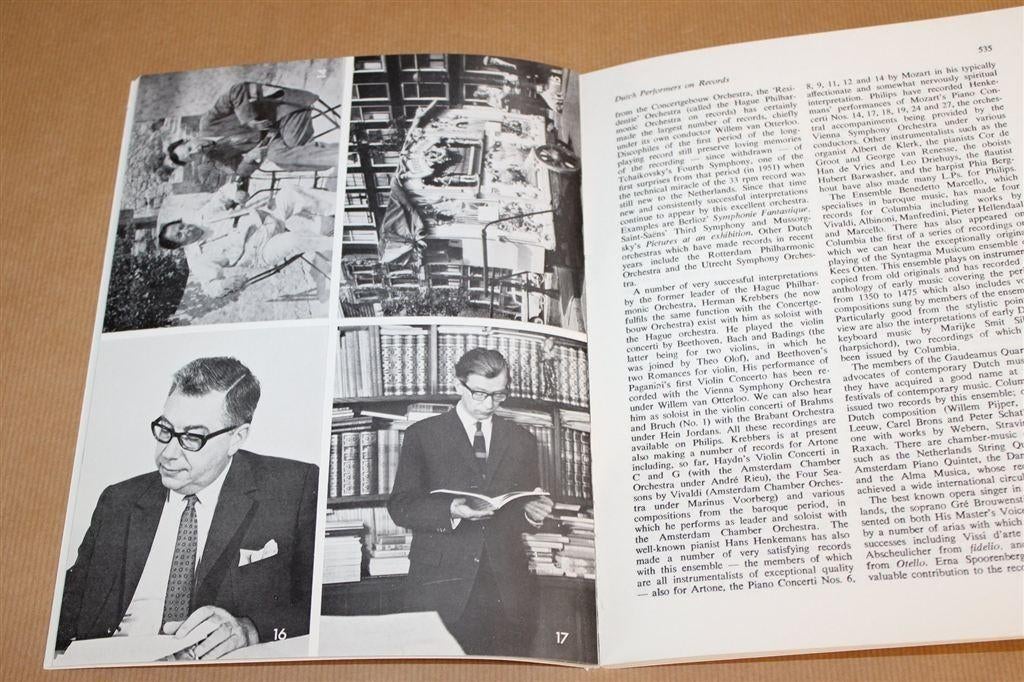 14
16
17
535
Dutch Performers on Records
from the Concertgebouw Orchestra, the 'Resi-
dentie' Orchestra (called the Hague Philhar-
monic Orchestra on records) has certainly
made the largest number of records, chiefly
under its own conductor Willem van Otterloo.
Discophiles of the first period of the long-
playing record still preserve loving memories
of the recording — since withdrawn — of
Tchaikovsky's Fourth Symphony, one of the
first surprises from that period (in 1951) when
the technical miracle of the 33 rpm record was
still new to the Netherlands. Since that time
new and consistently successful interpretations
continue to appear by this excellent orchestra.
Examples are Berlioz' Symphonie Fantastique,
Saint-Saëns' Third Symphony and Mussorg-
sky's Pictures at an exhibition. Other Dutch
orchestras which have made records in recent
years include the Rotterdam Philharmonic
Orchestra and the Utrecht Symphony Orches-
tra.
A number of very successful interpretations
by the former leader of the Hague Philhar-
monic Orchestra, Herman Krebbers (he now
fulfils the same function with the Concertge-
bouw Orchestra) exist with him as soloist with
the Hague orchestra. He played the violin
concerti by Beethoven, Bach and Badings (the
latter being for two violins, in which he
was joined by Theo Olof), and Beethoven's
two Romances for violin. His performance of
Paganini's first Violin Concerto has been re-
corded with the Vienna Symphony Orchestra
under Willem van Otterloo. We can also hear
him as soloist in the violin concerti of Brahms
and Bruch (No. 1) with the Brabant Orchestra
under Hein Jordans. All these recordings are
available on Philips. Krebbers is at present
also making a number of records for Artone
including, so far, Haydn's Violin Concerti in
C and G (with the Amsterdam Chamber
Orchestra under André Rieu), the Four Sea-
sons by Vivaldi (Amsterdam Chamber Orches-
tra under Marinus Voorberg) and various
compositions from the baroque period, in
which he performs as leader and soloist with
the Amsterdam Chamber Orchestra. The
well-known pianist Hans Henkemans has also
made a number of very satisfying records
with this ensemble — the members of which
are all instrumentalists of exceptional quality
— also for Artone, the Piano Concerti Nos. 6,
8, 9, 11, 12 and 14 by Mozart in his typically
affectionate and somewhat nervously spiritual
interpretation. Philips have recorded Henke-
mans' performances of Mozart's Piano Con-
certi Nos. 14, 17, 18, 19, 24 and 27, the orches-
tral accompaniments being provided by the
Vienna Symphony Orchestra under various
conductors. Other instrumentalists such as the
organist Albert de Klerk, the pianists Cor de
Groot and George van Renesse, the oboists
Han de Vries and Leo Driehuys, the flautist
Hubert Barwasher, and the harpist Phia Berg-
hout have also made many L.Ps. for Philips.
The Ensemble Benedetto Marcello, which
specialises in baroque music, has made four
records for Columbia including works by
Vivaldi, Albinoni, Manfredini, Pieter Hellendaal
and Marcello. There has also appeared on
Columbia the first of a series of recordings on
which we can hear the exceptionally origina
playing of the Syntagma Musicum ensemble o
Kees Otten. This ensemble plays on instrumen
copied from old originals and has recorded
anthology of early music covering the per
from 1350 to 1475 which also includes vo
compositions sung by members of the ensem
Particularly good from the stylistic point
view are also the interpretations of early D
keyboard music by Marijke Smit Sib
(harpsichord), two recordings of which
been issued by Columbia.
The members of the Gaudeamus Quar
advocates of contemporary Dutch mus
they have acquired a good name at
festivals of contemporary music. Colum
issued two records by this ensemble;
Dutch composition (Willem Pijper,
Leeuw, Carel Brons and Peter Schat
one with works by Webern, Stravin
Raxach. There are chamber-music
such as the Netherlands String Q
Amsterdam Piano Quintet, the Dan
and the Alma Musica, whose re
achieved a wide international circul
The best known opera singer in
lands, the soprano Gré Brouwenst
sented on both His Master's Voice
by a number of arias with which
successes including Vissi d'arte
Abscheulicher from fidelio, an
from Otello. Erna Spoorenberg
valuable contribution to the reco